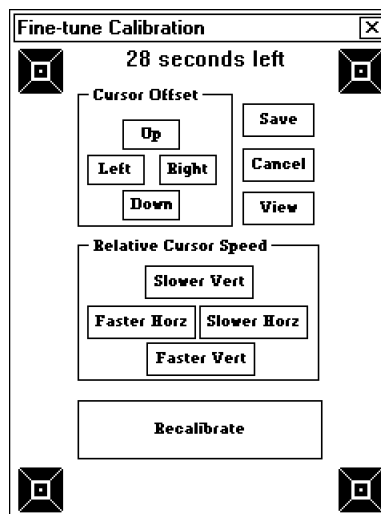 Fine-tune Calibration
28 seconds left
Cursor Offset
Up
Left Right
Down
Save
Cancel
View
Relative Cursor Speed
Slower Vert
Faster Horz Slower Horz
Faster Vert
Recalibrate